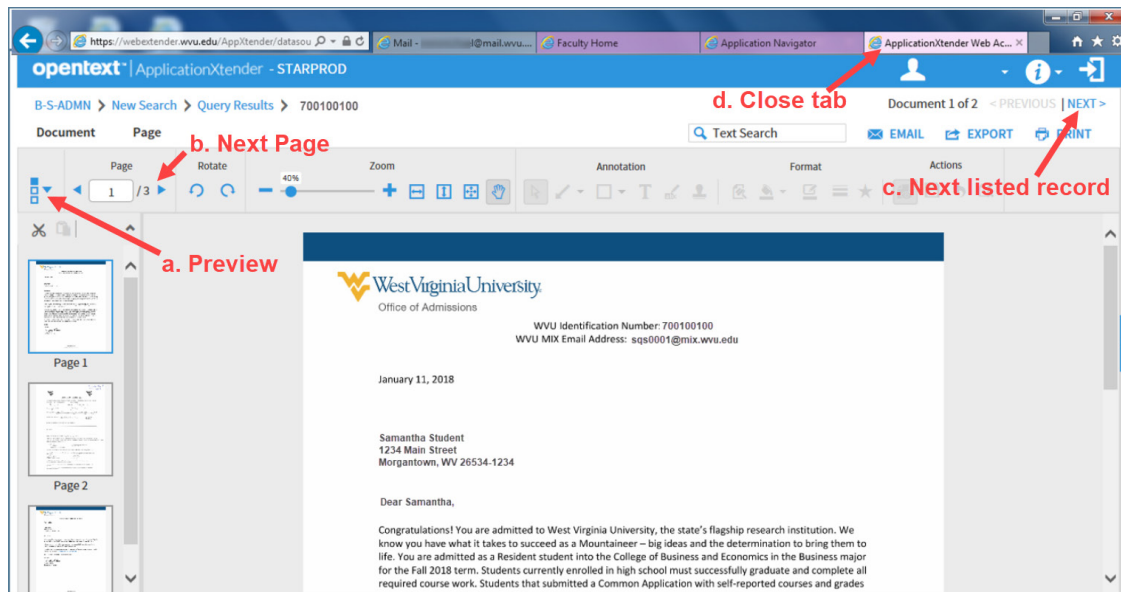 https://webextender.wvu.edu/AppXtender/datasou
Mail - l@mail.wvu....
Faculty Home
Application Navigator
ApplicationXtender Web Ac...
opentext™ | ApplicationXtender - STARPROD
d. Close tab
B-S-ADMN > New Search > Query Results > 700100100
Document 1 of 2 < PREVIOUS | NEXT >
Document Page
Text Search
EMAIL EXPORT PRINT
b. Next Page
Page Rotate Zoom Annotation Format Actions
40%
1 / 3
c. Next listed record
a. Preview
Page 1
Page 2
West Virginia University.
Office of Admissions
WVU Identification Number: 700100100
WVU MIX Email Address: sqs0001@mix.wvu.edu
January 11, 2018
Samantha Student
1234 Main Street
Morgantown, WV 26534-1234
Dear Samantha,
Congratulations! You are admitted to West Virginia University, the state's flagship research institution. We
know you have what it takes to succeed as a Mountaineer – big ideas and the determination to bring them to
life. You are admitted as a Resident student into the College of Business and Economics in the Business major
for the Fall 2018 term. Students currently enrolled in high school must successfully graduate and complete all
required course work. Students that submitted a Common Application with self-reported courses and grades